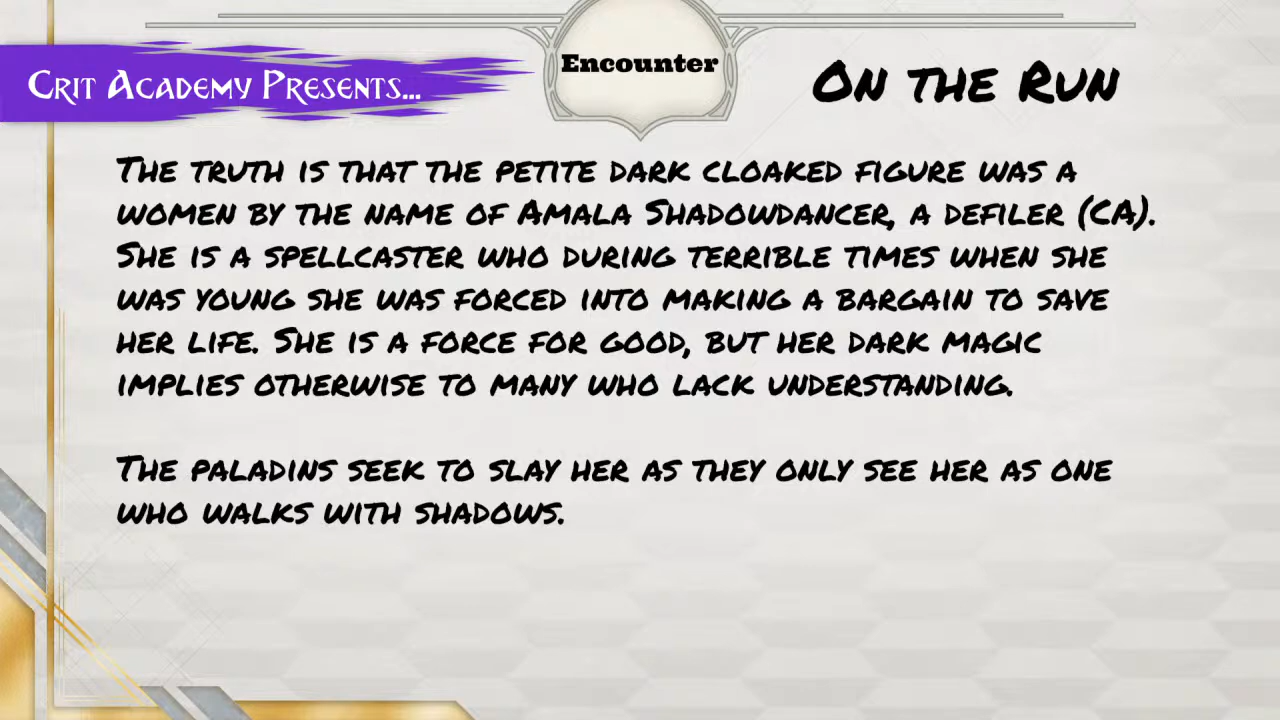 Crit Academy Presents...
Encounter
On the Run
The truth is that the petite dark cloaked figure was a
women by the name of Amala Shadowdancer, a defiler (CA).
She is a spellcaster who during terrible times when she
was young she was forced into making a bargain to save
her life. She is a force for good, but her dark magic
implies otherwise to many who lack understanding.
The paladins seek to slay her as they only see her as one
who walks with shadows.